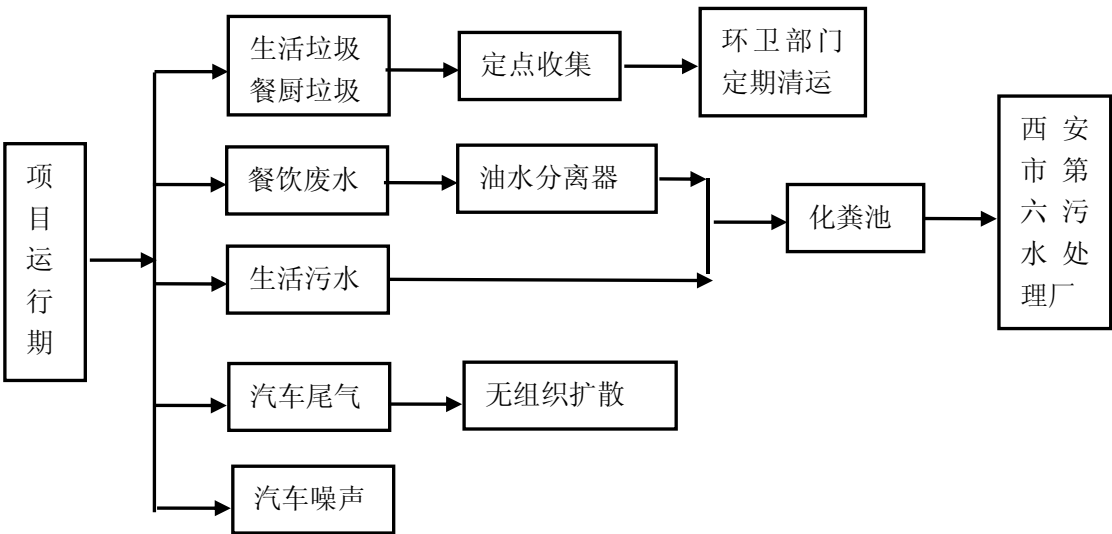 项
目
运
行
期
生活垃圾
餐厨垃圾
定点收集
环卫部门
定期清运
餐饮废水
油水分离器
生活污水
化粪池
西安
市第
六污
水处
理厂
汽车尾气
无组织扩散
汽车噪声